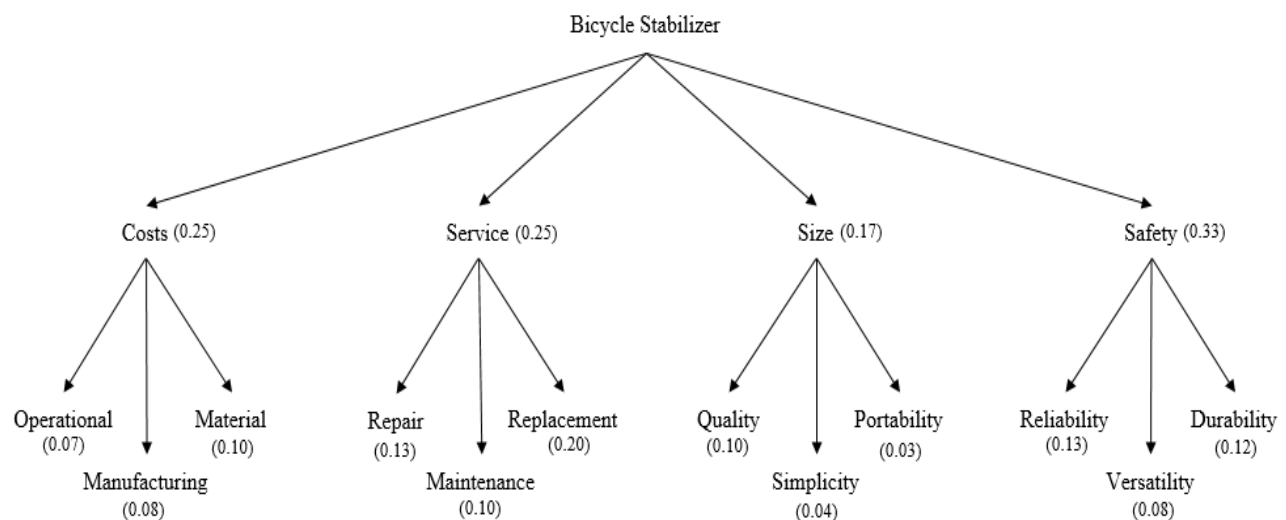 Bicycle Stabilizer
Costs (0.25)
Service (0.25)
Size (0.17)
Safety (0.33)
Operational
(0.07)
Material
(0.10)
Manufacturing
(0.08)
Repair
(0.13)
Replacement
(0.20)
Maintenance
(0.10)
Quality
(0.10)
Portability
(0.03)
Simplicity
(0.04)
Reliability
(0.13)
Durability
(0.12)
Versatility
(0.08)